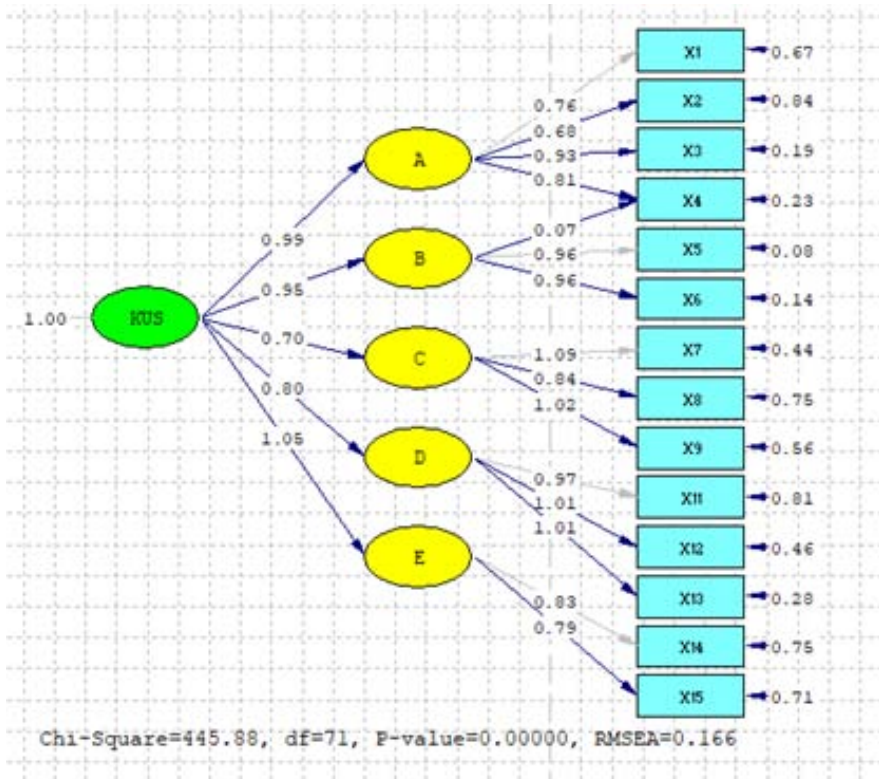 X1 0.67
0.76
X2 0.84
0.68
A
0.93
X3 0.19
0.81
X4 0.23
0.99
0.07
B
0.96
X5 0.08
0.95
0.96
X6 0.14
1.00 KUS
0.70
C
1.09
X7 0.44
0.84
X8 0.75
0.80
1.02
X9 0.56
1.05
D
0.97
X11 0.81
1.01
1.01
X12 0.46
E
X13 0.28
0.83
0.79
X14 0.75
X15 0.71
Chi-Square=445.88, df=71, P-value=0.00000, RMSEA=0.166